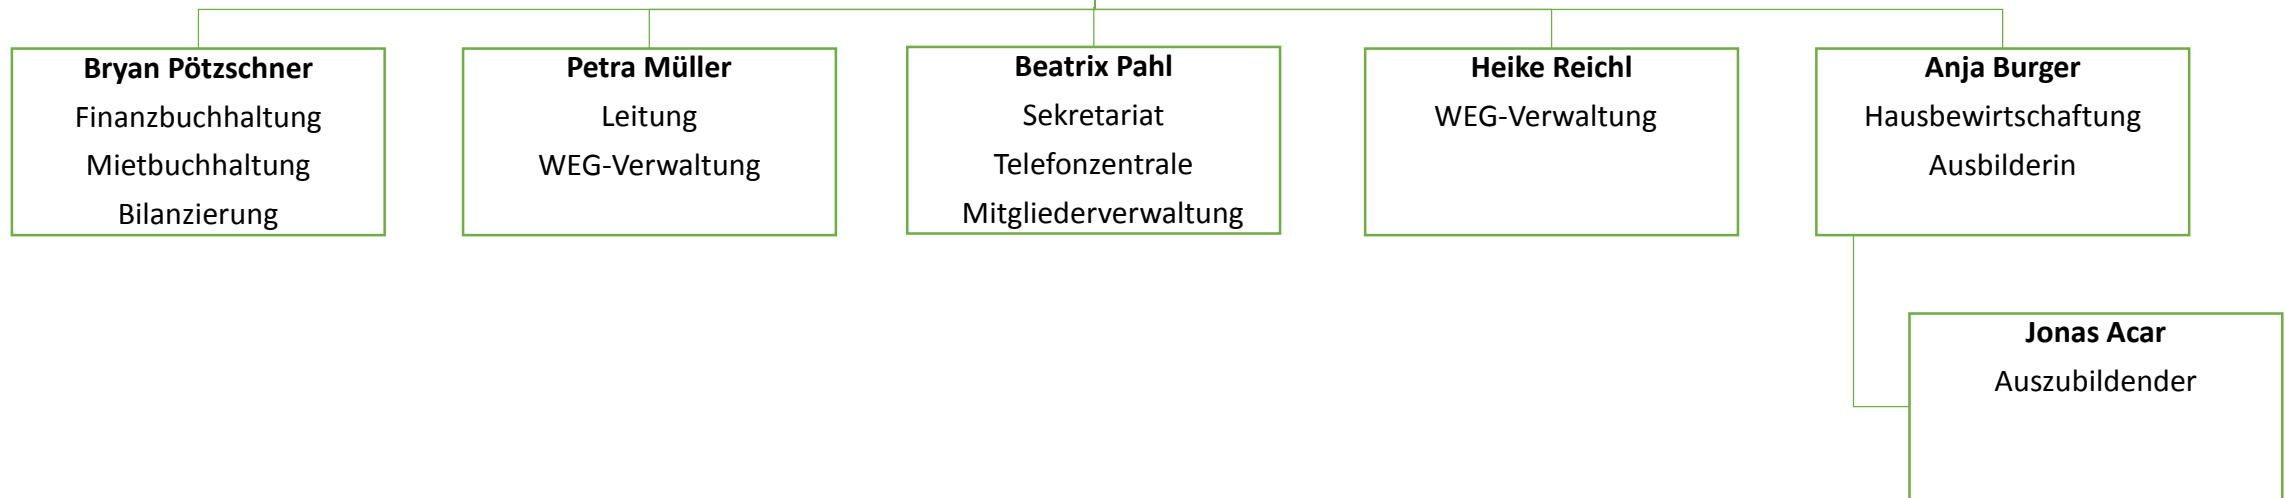 Bryan Pötzschner
Finanzbuchhaltung
Mietbuchhaltung
Bilanzierung
Petra Müller
Leitung
WEG-Verwaltung
Beatrix Pahl
Sekretariat
Telefonzentrale
Mitgliederverwaltung
Heike Reichl
WEG-Verwaltung
Anja Burger
Hausbewirtschaftung
Ausbilderin
Jonas Acar
Auszubildender